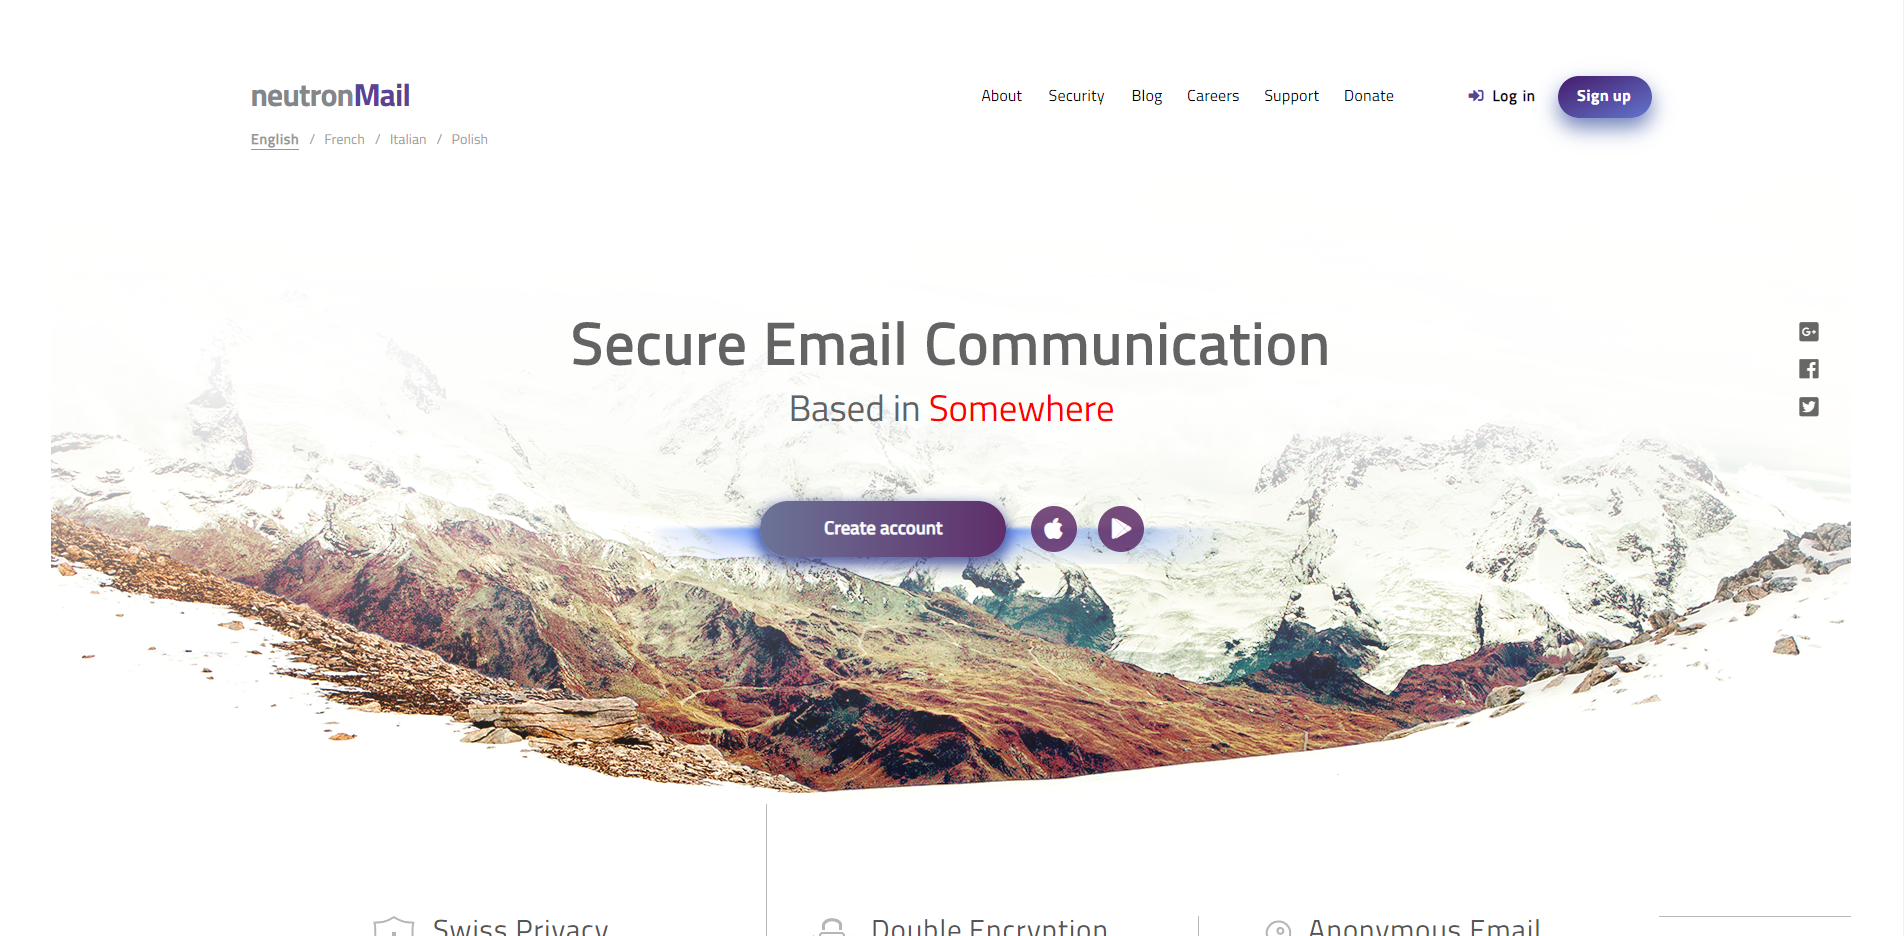 neutronMail
About Security Blog Careers Support Donate Log in Sign up
English / French / Italian / Polish
Secure Email Communication
Based in Somewhere
Create account
Swiss Privacy
Double Encryption
Anonymous Email